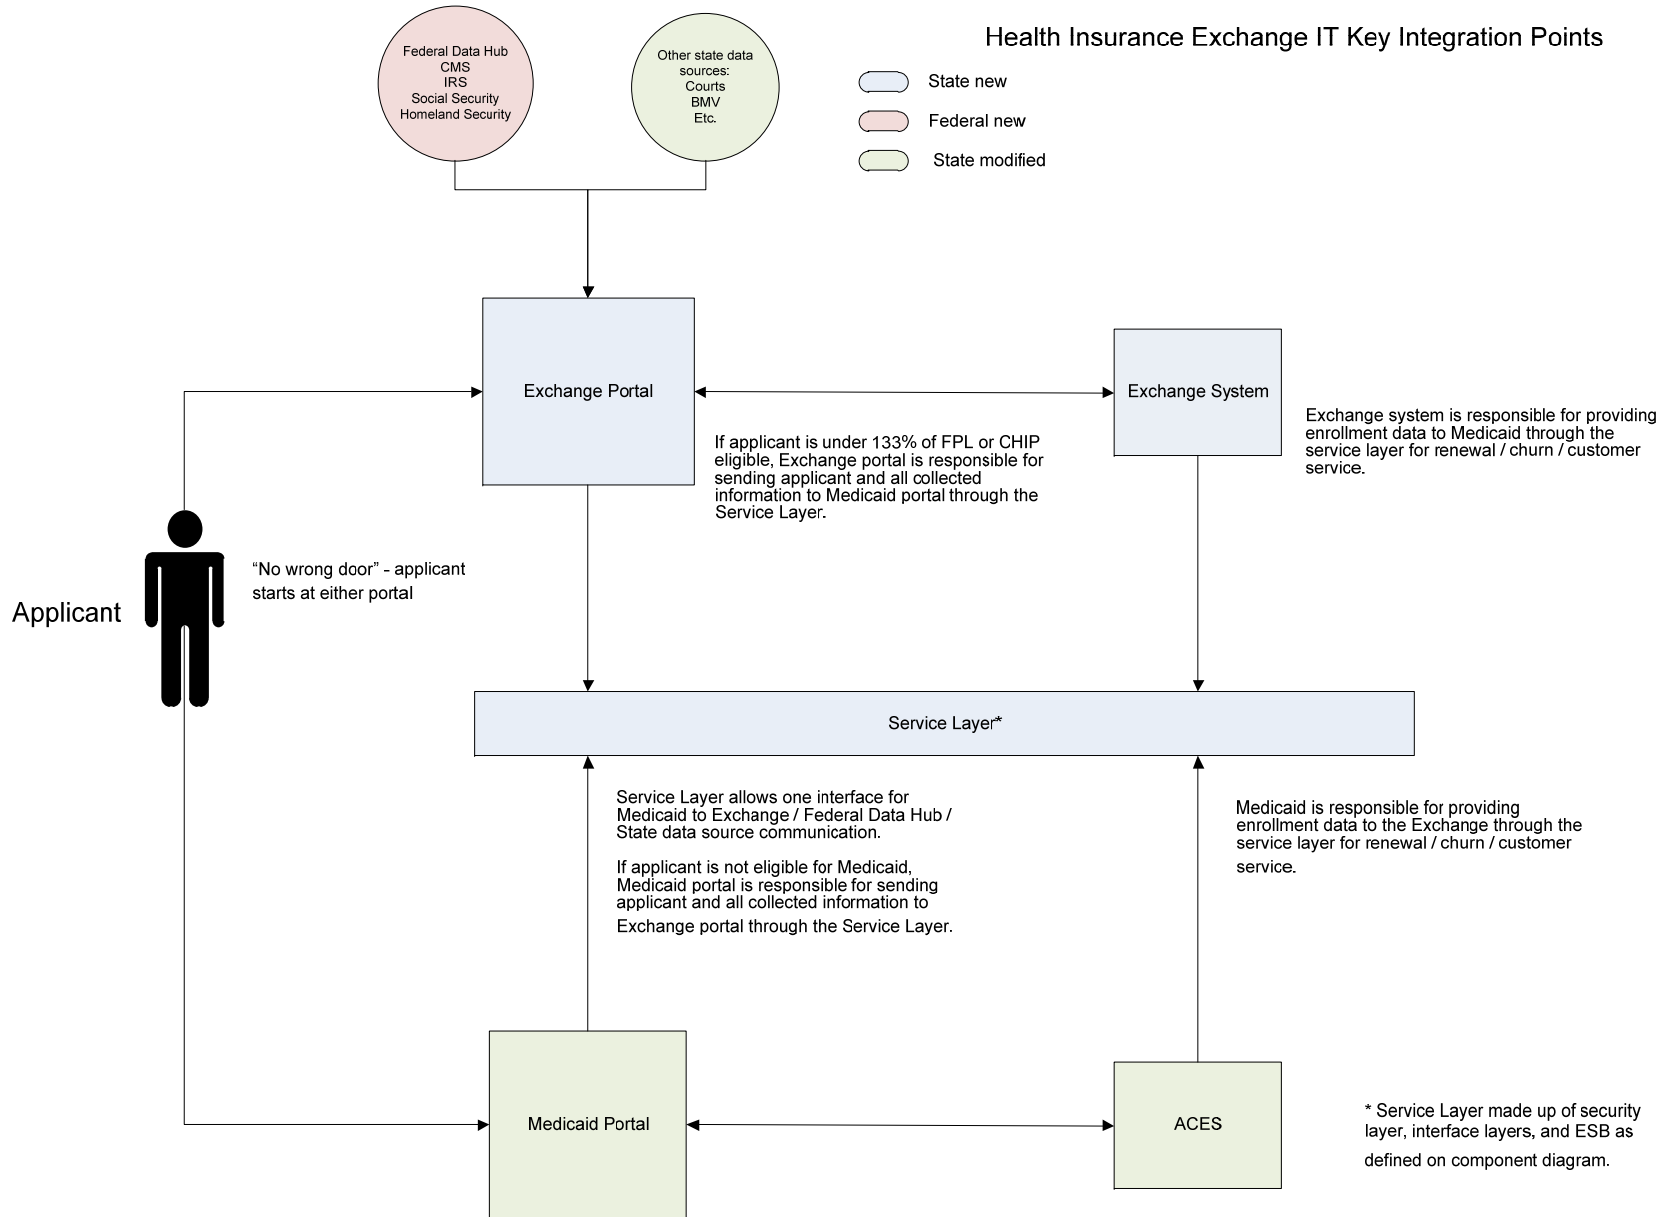 Health Insurance Exchange IT Key Integration Points
Federal Data Hub
CMS
IRS
Social Security
Homeland Security
Other state data
sources:
Courts
BMV
Etc.
State new
Federal new
State modified
Exchange Portal
Exchange System
If applicant is under 133% of FPL or CHIP
eligible, Exchange portal is responsible for
sending applicant and all collected
information to Medicaid portal through the
Service Layer.
Exchange system is responsible for providing
enrollment data to Medicaid through the
service layer for renewal / churn / customer
service.
Applicant
“No wrong door” - applicant
starts at either portal
Service Layer*
Service Layer allows one interface for
Medicaid to Exchange / Federal Data Hub /
State data source communication.
If applicant is not eligible for Medicaid,
Medicaid portal is responsible for sending
applicant and all collected information to
Exchange portal through the Service Layer.
Medicaid is responsible for providing
enrollment data to the Exchange through the
service layer for renewal / churn / customer
service.
Medicaid Portal
ACES
* Service Layer made up of security
layer, interface layers, and ESB as
defined on component diagram.